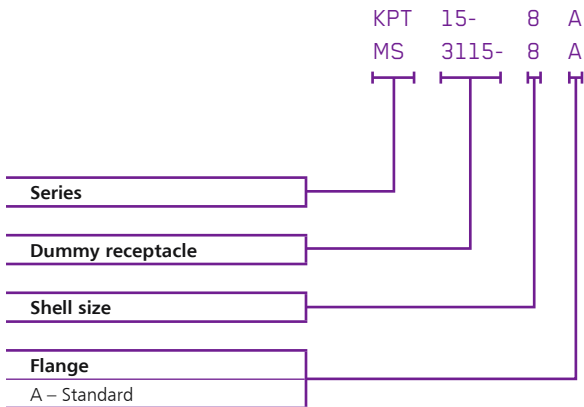 KPT 15- 8 A
MS 3115- 8 A
Series
Dummy receptacle
Shell size
Flange
A – Standard